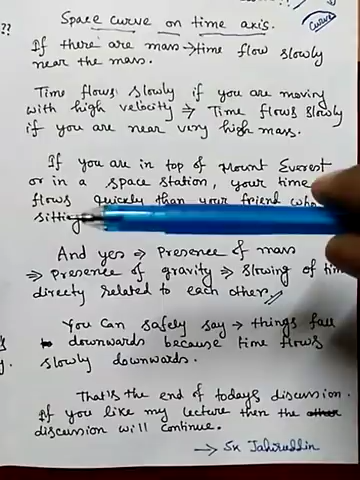 ??
Space curve on time axis.
curve
If there are mass → time flow slowly
near the mass.
Time flows slowly if you are moving
with high velocity ⇒ Time flows slowly
if you are near very high mass.
If you are in top of Mount Everest
or in a space station, your time
flows quickly than your friend who
sitting
And yes ⇒ Presence of mass
⇒ Presence of gravity ⇒ slowing of time
directy related to each other
You can safely say → things fall
downwards because time flows
slowly downwards.
That's the end of todays discussion.
If you like my lecture then the
discussion will continue.
→ Sk Jahiruddin